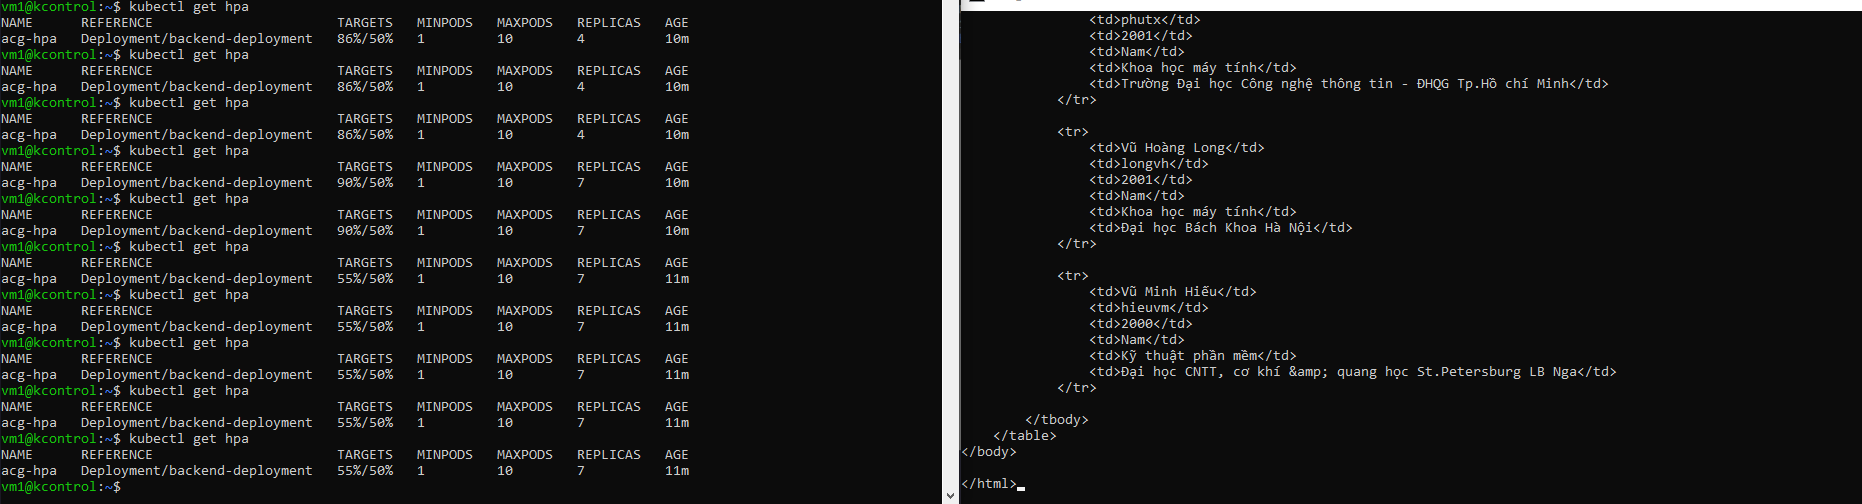 vm1@kcontrol:~$ kubectl get hpa
NAME REFERENCE TARGETS MINPODS MAXPODS REPLICAS AGE
acg-hpa Deployment/backend-deployment 86%/50% 1 10 4 10m
vm1@kcontrol:~$ kubectl get hpa
NAME REFERENCE TARGETS MINPODS MAXPODS REPLICAS AGE
acg-hpa Deployment/backend-deployment 86%/50% 1 10 4 10m
vm1@kcontrol:~$ kubectl get hpa
NAME REFERENCE TARGETS MINPODS MAXPODS REPLICAS AGE
acg-hpa Deployment/backend-deployment 86%/50% 1 10 4 10m
vm1@kcontrol:~$ kubectl get hpa
NAME REFERENCE TARGETS MINPODS MAXPODS REPLICAS AGE
acg-hpa Deployment/backend-deployment 90%/50% 1 10 7 10m
vm1@kcontrol:~$ kubectl get hpa
NAME REFERENCE TARGETS MINPODS MAXPODS REPLICAS AGE
acg-hpa Deployment/backend-deployment 90%/50% 1 10 7 10m
vm1@kcontrol:~$ kubectl get hpa
NAME REFERENCE TARGETS MINPODS MAXPODS REPLICAS AGE
acg-hpa Deployment/backend-deployment 55%/50% 1 10 7 11m
vm1@kcontrol:~$ kubectl get hpa
NAME REFERENCE TARGETS MINPODS MAXPODS REPLICAS AGE
acg-hpa Deployment/backend-deployment 55%/50% 1 10 7 11m
vm1@kcontrol:~$ kubectl get hpa
NAME REFERENCE TARGETS MINPODS MAXPODS REPLICAS AGE
acg-hpa Deployment/backend-deployment 55%/50% 1 10 7 11m
vm1@kcontrol:~$ kubectl get hpa
NAME REFERENCE TARGETS MINPODS MAXPODS REPLICAS AGE
acg-hpa Deployment/backend-deployment 55%/50% 1 10 7 11m
vm1@kcontrol:~$ kubectl get hpa
NAME REFERENCE TARGETS MINPODS MAXPODS REPLICAS AGE
acg-hpa Deployment/backend-deployment 55%/50% 1 10 7 11m
vm1@kcontrol:~$
<td>phutx</td>
<td>2001</td>
<td>Nam</td>
<td>Khoa học máy tính</td>
<td>Trường Đại học Công nghệ thông tin - ĐHQG Tp.Hồ chí Minh</td>
</tr>
<tr>
<td>Vũ Hoàng Long</td>
<td>longvh</td>
<td>2001</td>
<td>Nam</td>
<td>Khoa học máy tính</td>
<td>Đại học Bách Khoa Hà Nội</td>
</tr>
<tr>
<td>Vũ Minh Hiếu</td>
<td>hieuvm</td>
<td>2000</td>
<td>Nam</td>
<td>Kỹ thuật phần mềm</td>
<td>Đại học CNTT, cơ khí &amp; quang học St.Petersburg LB Nga</td>
</tr>
</tbody>
</table>
</body>
</html>